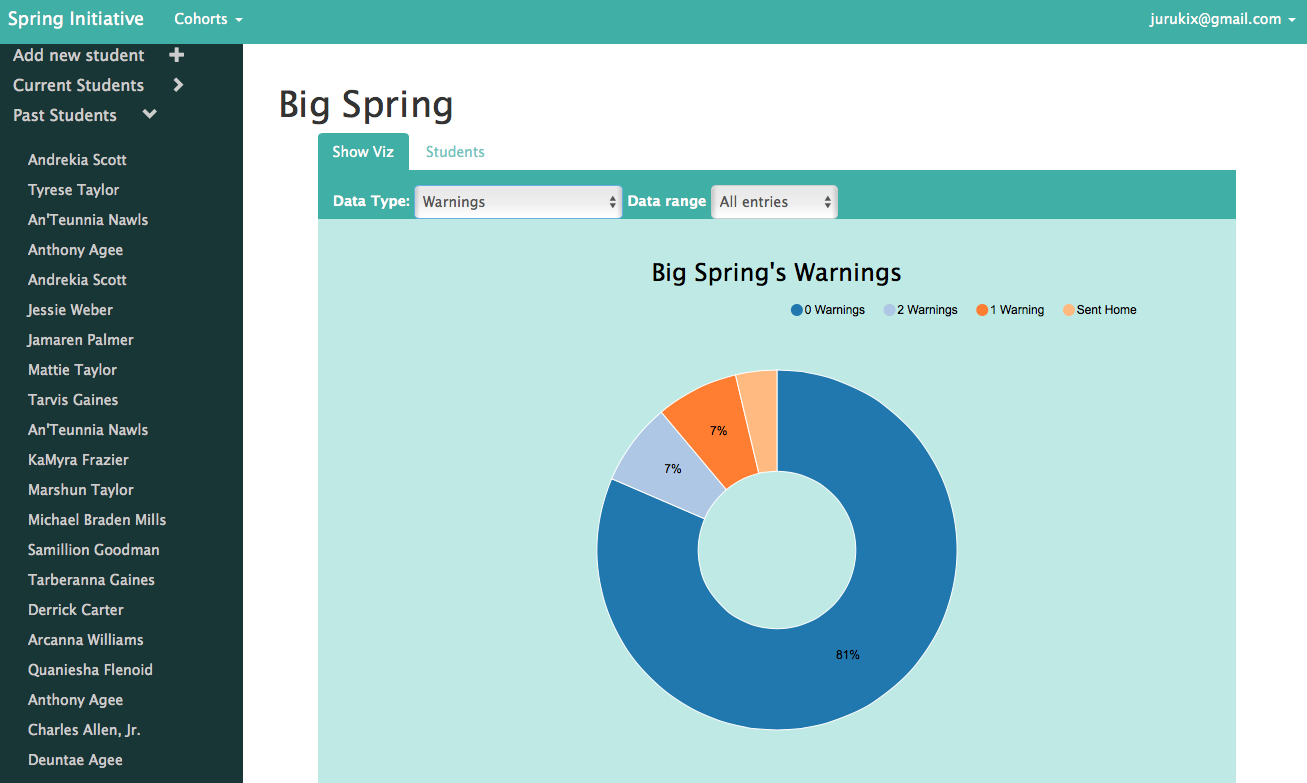 Spring Initiative Cohorts jurukix@gmail.com
Add new student
Current Students
Past Students
Andrekia Scott
Tyrese Taylor
An'Teunnia Nawls
Anthony Agee
Andrekia Scott
Jessie Weber
Jamaren Palmer
Mattie Taylor
Tarvis Gaines
An'Teunnia Nawls
KaMyra Frazier
Marshun Taylor
Michael Braden Mills
Samillion Goodman
Tarberanna Gaines
Derrick Carter
Arcanna Williams
Quaniesha Flenoid
Anthony Agee
Charles Allen, Jr.
Deuntae Agee
Big Spring
Show Viz Students
Data Type: Warnings Data range All entries
Big Spring's Warnings
0 Warnings 2 Warnings 1 Warning Sent Home
7%
7%
81%